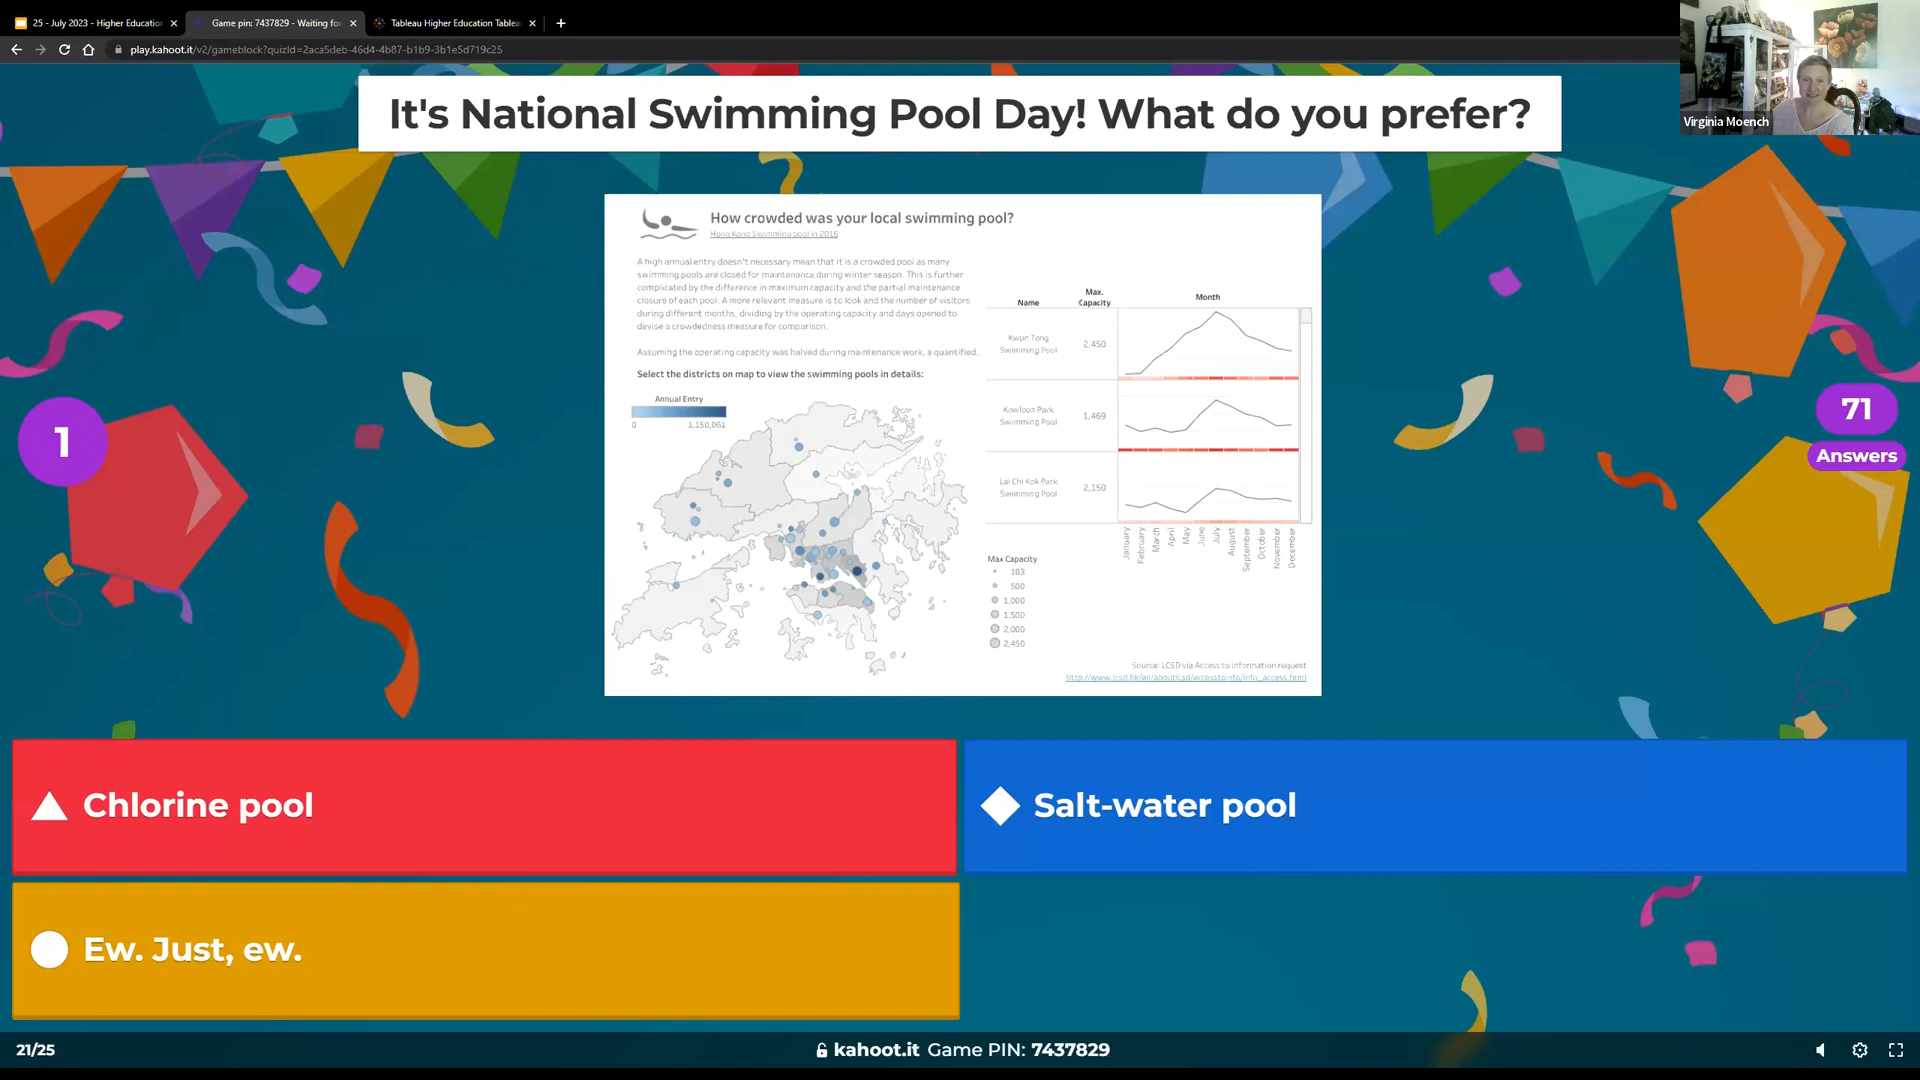 25 - July 2023 - Higher Education
Game pin: 7437829 - Waiting for
Tableau Higher Education Tablea
play.kahoot.it/v2/gameblock?quizId=2aca5deb-46d4-4b87-b1b9-3b1e5d719c25
It's National Swimming Pool Day! What do you prefer?
Virginia Moench
How crowded was your local swimming pool?
Hong Kong Swimming pool in 2016
A high annual entry doesn't necessary mean that it is a crowded pool as many
swimming pools are closed for maintenance during winter season. This is further
complicated by the difference in maximum capacity and the partial maintenance
closure of each pool. A more relevant measure is to look and the number of visitors
during different months, dividing by the operating capacity and days opened to
devise a crowdedness measure for comparison.
Assuming the operating capacity was halved during maintenance work, a quantified..
Select the districts on map to view the swimming pools in details:
Annual Entry
0 1,150,061
Name
Max.
Capacity
Month
Kwun Tong
Swimming Pool
2,450
Kowloon Park
Swimming Pool
1,469
Lai Chi Kok Park
Swimming Pool
2,150
January
February
March
April
May
June
July
August
September
October
November
December
Max Capacity
183
500
1,000
1,500
2,000
2,450
Source: LCSD via Access to information request
http://www.lcsd.hk/en/aboutlcsd/accesstoinfo/info_access.html
1
71
Answers
Chlorine pool
Salt-water pool
Ew. Just, ew.
21/25
kahoot.it Game PIN: 7437829